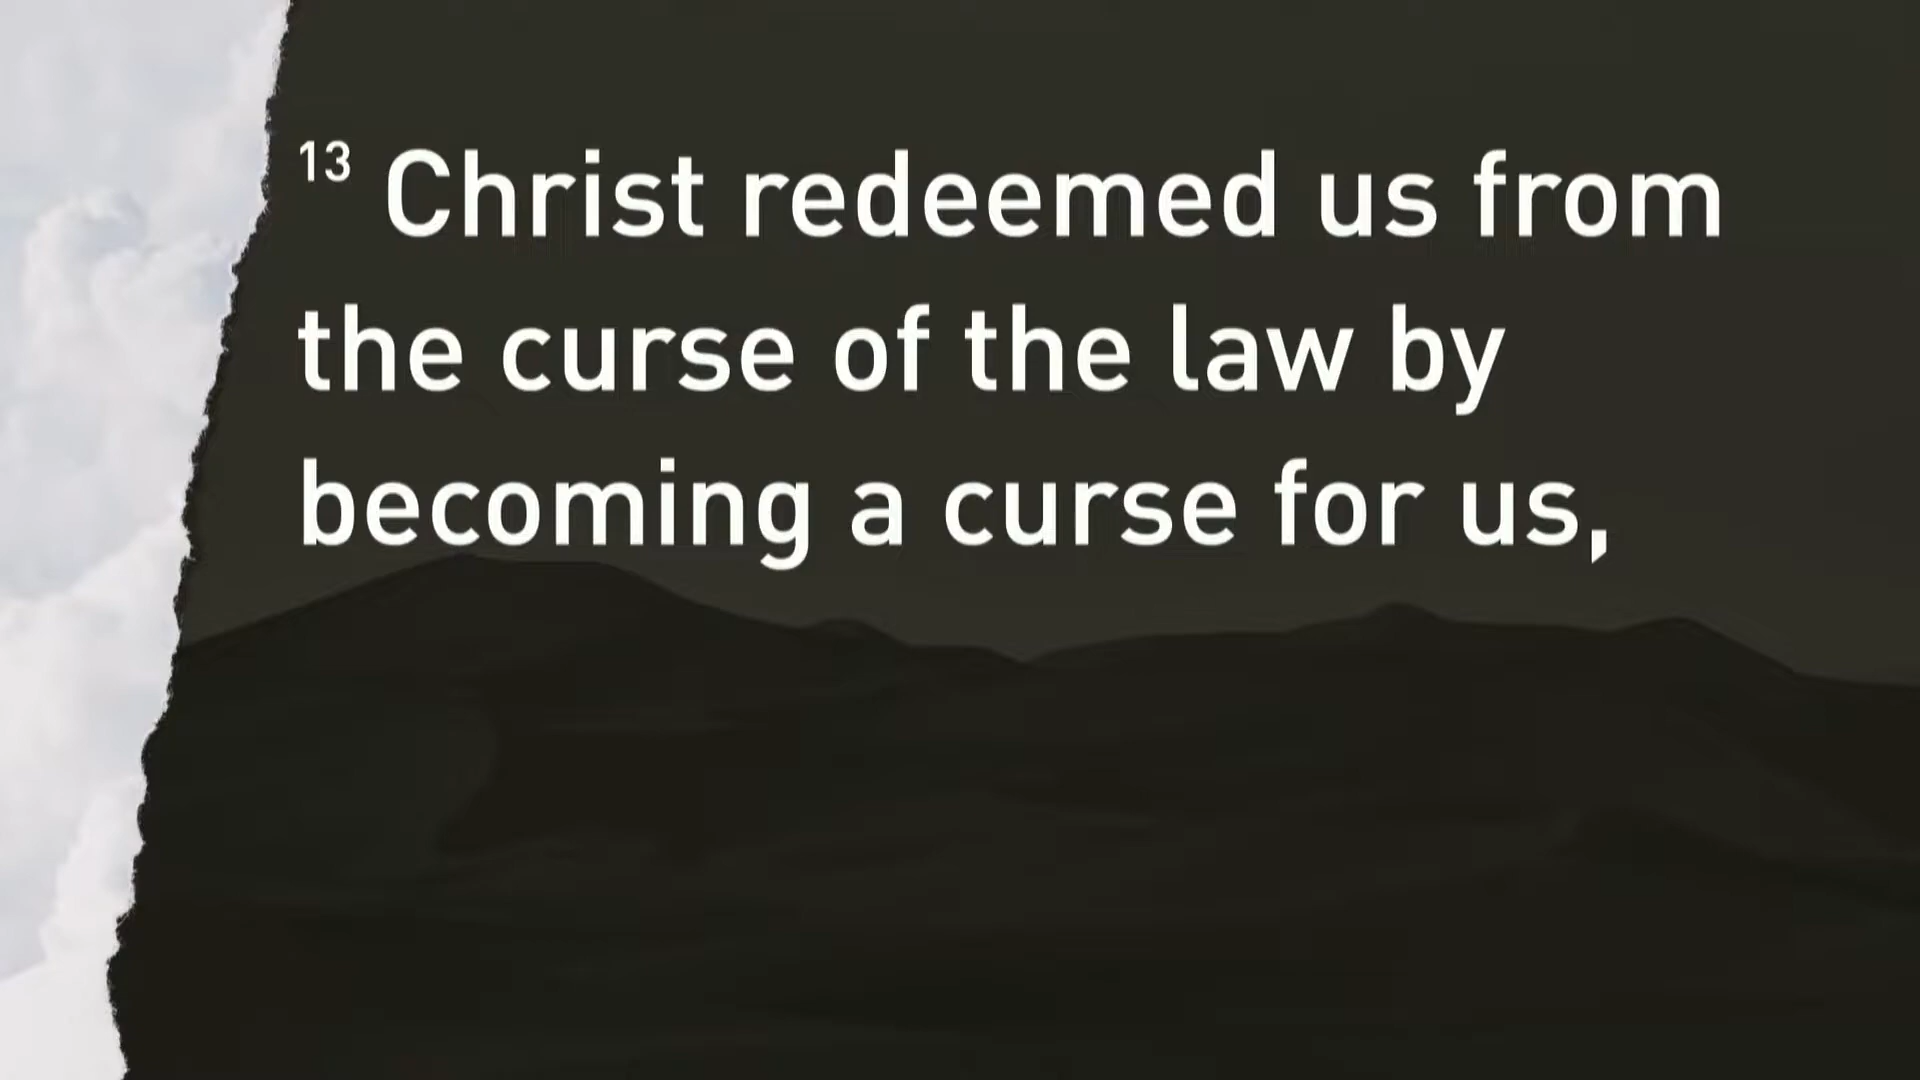 13 Christ redeemed us from
the curse of the law by
becoming a curse for us,